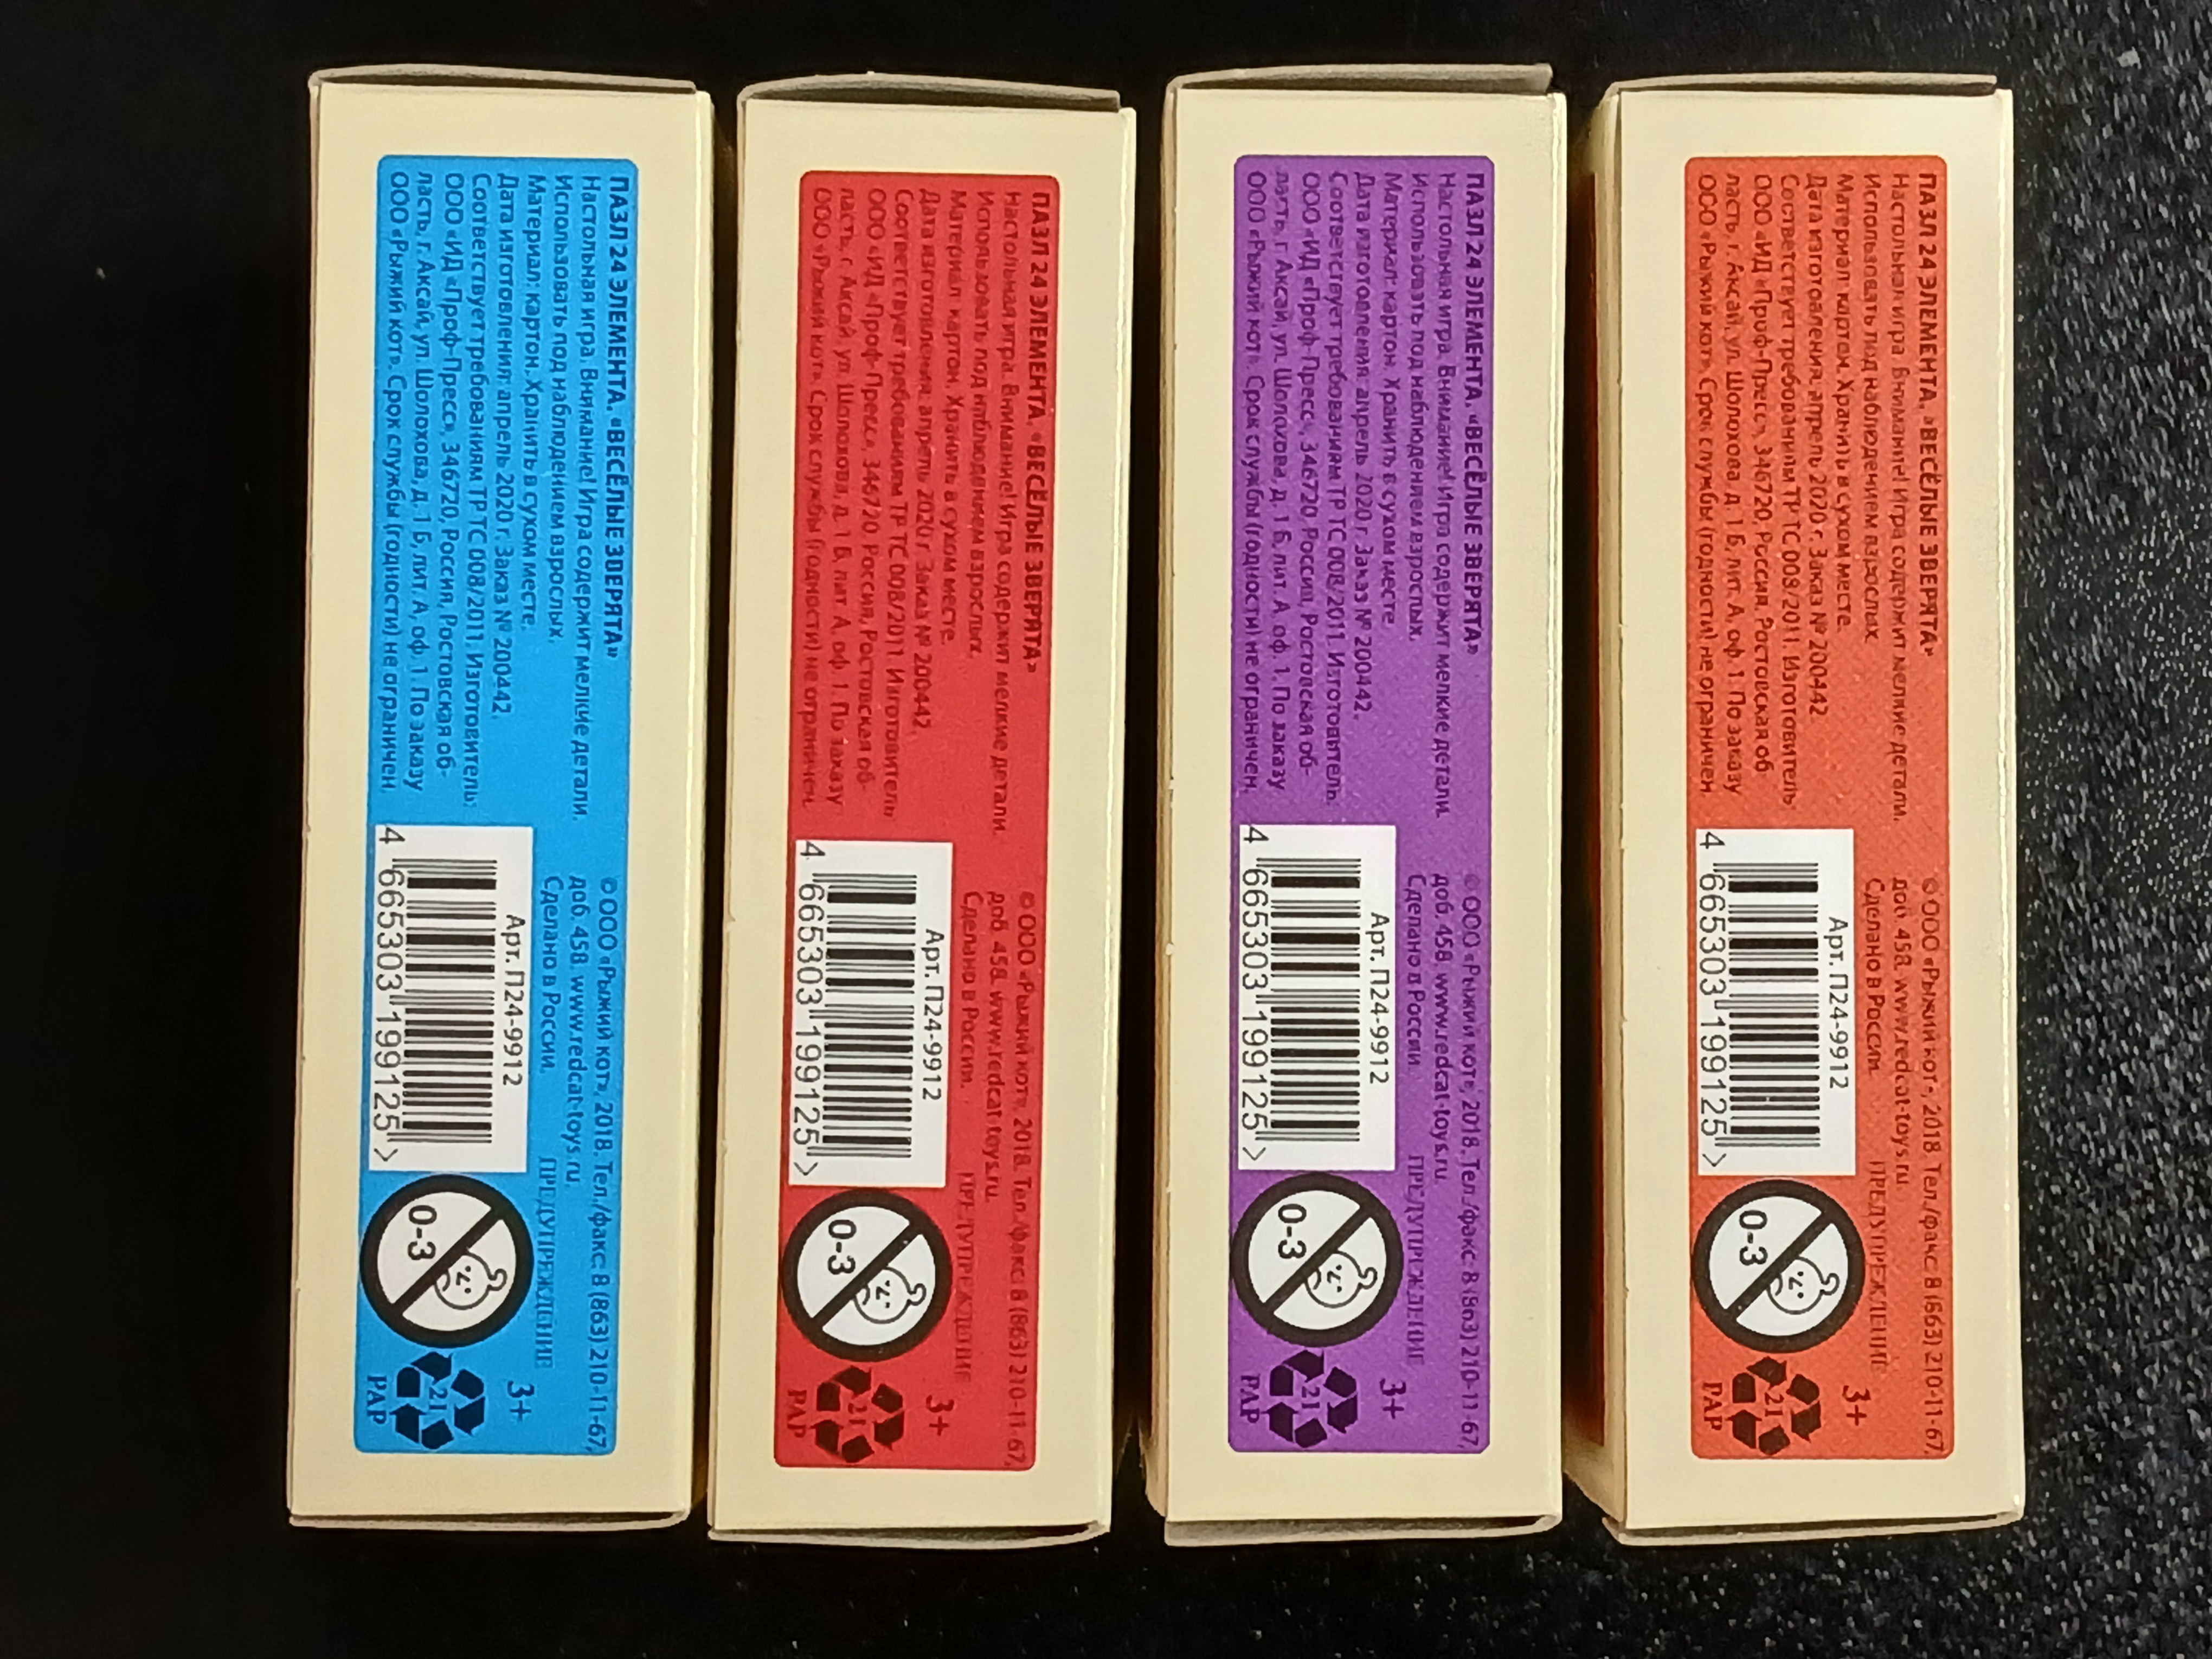 ПАЗЛ 24 ЭЛЕМЕНТА. «ВЕСЁЛЫЕ ЗВЕРЯТА»
Настольная игра. Внимание! Игра содержит мелкие детали.
Использовать под наблюдением взрослых.
Материал: картон. Хранить в сухом месте.
Дата изготовления: апрель 2020 г. Заказ № 200442.
Соответствует требованиям ТР ТС 008/2011. Изготовитель:
ООО «ИД «Проф-Пресс», 346720, Россия, Ростовская об-
ласть, г. Аксай, ул. Шолохова, д. 1 Б, лит. А, оф. 1. По заказу
ООО «Рыжий кот». Срок службы (годности) не ограничен.
© ООО «Рыжий кот», 2018. Тел./факс: 8 (863) 210-11-67,
доб. 458. www.redcat-toys.ru.
Сделано в России.
ПРЕДУПРЕЖДЕНИЕ
Арт. П24-9912
4 665303 199125 >
0-3
3+
21
PAP
ПАЗЛ 24 ЭЛЕМЕНТА. «ВЕСЁЛЫЕ ЗВЕРЯТА»
Настольная игра. Внимание! Игра содержит мелкие детали.
Использовать под наблюдением взрослых.
Материал: картон. Хранить в сухом месте.
Дата изготовления: апрель 2020 г. Заказ № 200442.
Соответствует требованиям ТР ТС 008/2011. Изготовитель:
ООО «ИД «Проф-Пресс», 346720, Россия, Ростовская об-
ласть, г. Аксай, ул. Шолохова, д. 1 Б, лит. А, оф. 1. По заказу
ООО «Рыжий кот». Срок службы (годности) не ограничен.
© ООО «Рыжий кот», 2018. Тел./факс: 8 (863) 210-11-67,
доб. 458. www.redcat-toys.ru.
Сделано в России.
ПРЕДУПРЕЖДЕНИЕ
Арт. П24-9912
4 665303 199125 >
0-3
3+
21
PAP
ПАЗЛ 24 ЭЛЕМЕНТА. «ВЕСЁЛЫЕ ЗВЕРЯТА»
Настольная игра. Внимание! Игра содержит мелкие детали.
Использовать под наблюдением взрослых.
Материал: картон. Хранить в сухом месте.
Дата изготовления: апрель 2020 г. Заказ № 200442.
Соответствует требованиям ТР ТС 008/2011. Изготовитель:
ООО «ИД «Проф-Пресс», 346720, Россия, Ростовская об-
ласть, г. Аксай, ул. Шолохова, д. 1 Б, лит. А, оф. 1. По заказу
ООО «Рыжий кот». Срок службы (годности) не ограничен.
© ООО «Рыжий кот», 2018. Тел./факс: 8 (863) 210-11-67,
доб. 458. www.redcat-toys.ru.
Сделано в России.
ПРЕДУПРЕЖДЕНИЕ
Арт. П24-9912
4 665303 199125 >
0-3
3+
21
PAP
ПАЗЛ 24 ЭЛЕМЕНТА. «ВЕСЁЛЫЕ ЗВЕРЯТА»
Настольная игра. Внимание! Игра содержит мелкие детали.
Использовать под наблюдением взрослых.
Материал: картон. Хранить в сухом месте.
Дата изготовления: апрель 2020 г. Заказ № 200442
Соответствует требованиям ТР ТС 008/2011. Изготовитель:
ООО «ИД «Проф-Пресс», 346720, Россия, Ростовская об-
ласть, г. Аксай, ул. Шолохова, д. 1 Б, лит. А, оф. 1. По заказу
ООО «Рыжий кот». Срок службы (годности) не ограничен.
© ООО «Рыжий кот», 2018. Тел./факс: 8 (863) 210-11-67,
доб. 458. www.redcat-toys.ru.
Сделано в России.
ПРЕДУПРЕЖДЕНИЕ
Арт. П24-9912
4 665303 199125 >
0-3
3+
21
PAP